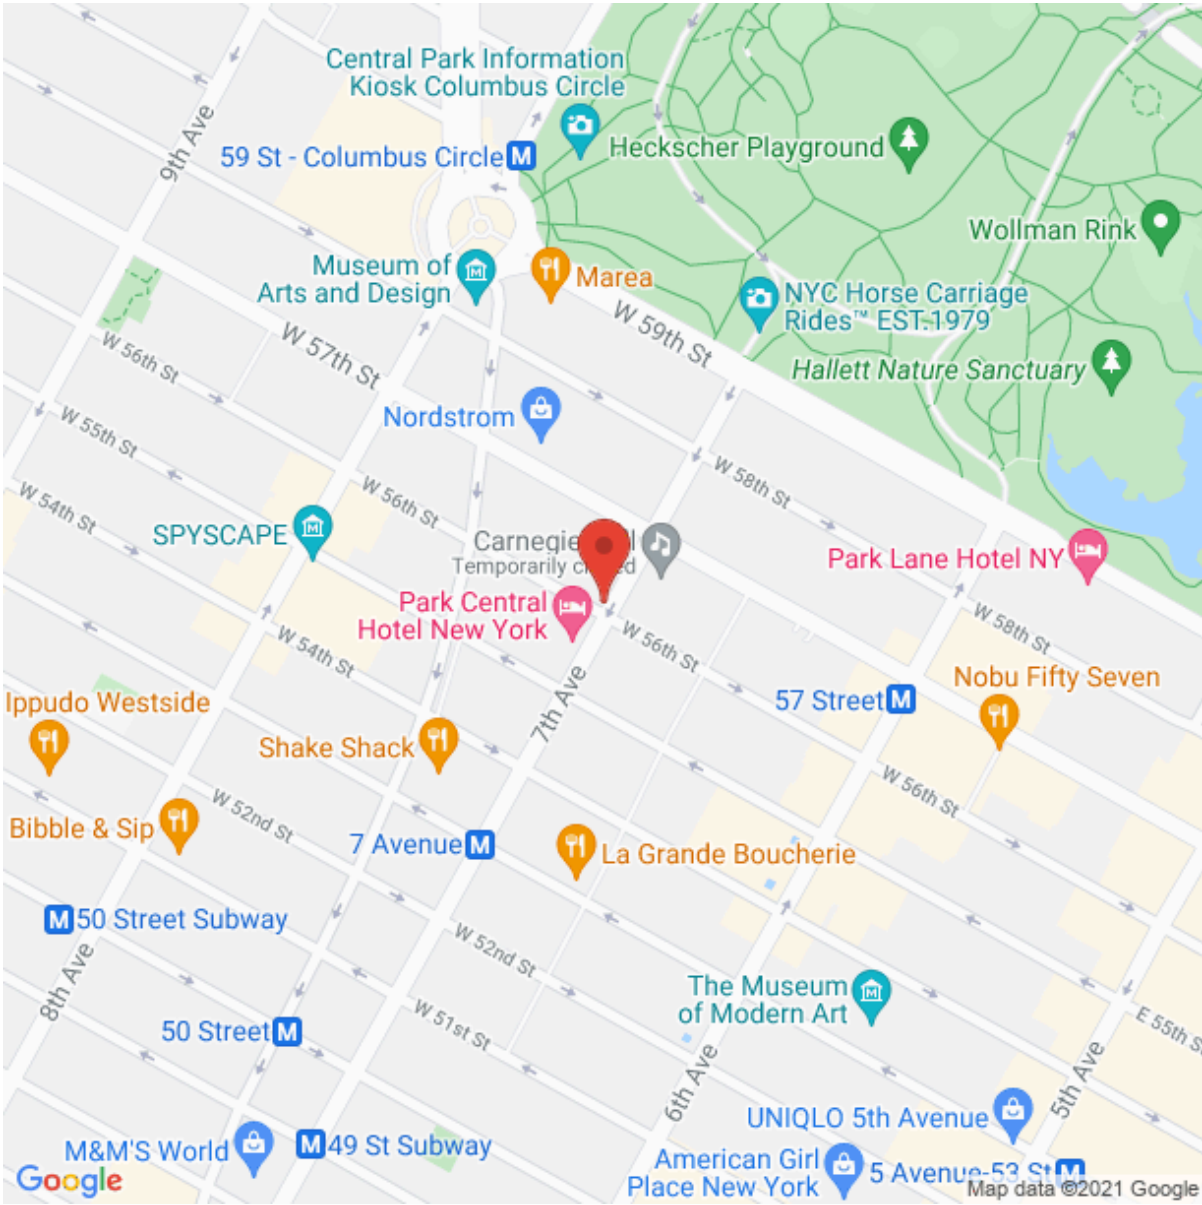 Central Park Information
Kiosk Columbus Circle
9th Ave
59 St - Columbus Circle M
Heckscher Playground
Wollman Rink
Museum of
Arts and Design
Marea
W 59th St
NYC Horse Carriage
Rides™ EST.1979
Hallett Nature Sanctuary
W 57th St
W 56th St
Nordstrom
W 55th St
W 58th St
W 54th St
W 56th St
SPYSCAPE
Carnegie
Temporarily
Park Lane Hotel NY
Park Central
Hotel New York
W 56th St
W 58th St
W 54th St
7th Ave
57 Street M
Nobu Fifty Seven
Ippudo Westside
Shake Shack
W 56th St
W 52nd St
Bibble & Sip
7 Avenue M
La Grande Boucherie
M 50 Street Subway
W 52nd St
8th Ave
The Museum
of Modern Art
W 51st St
50 Street M
E 55th S
6th Ave
5th Ave
UNIQLO 5th Avenue
M&M'S World
M 49 St Subway
American Girl
Place New York
5 Avenue-53 St M
Google
Map data ©2021 Google